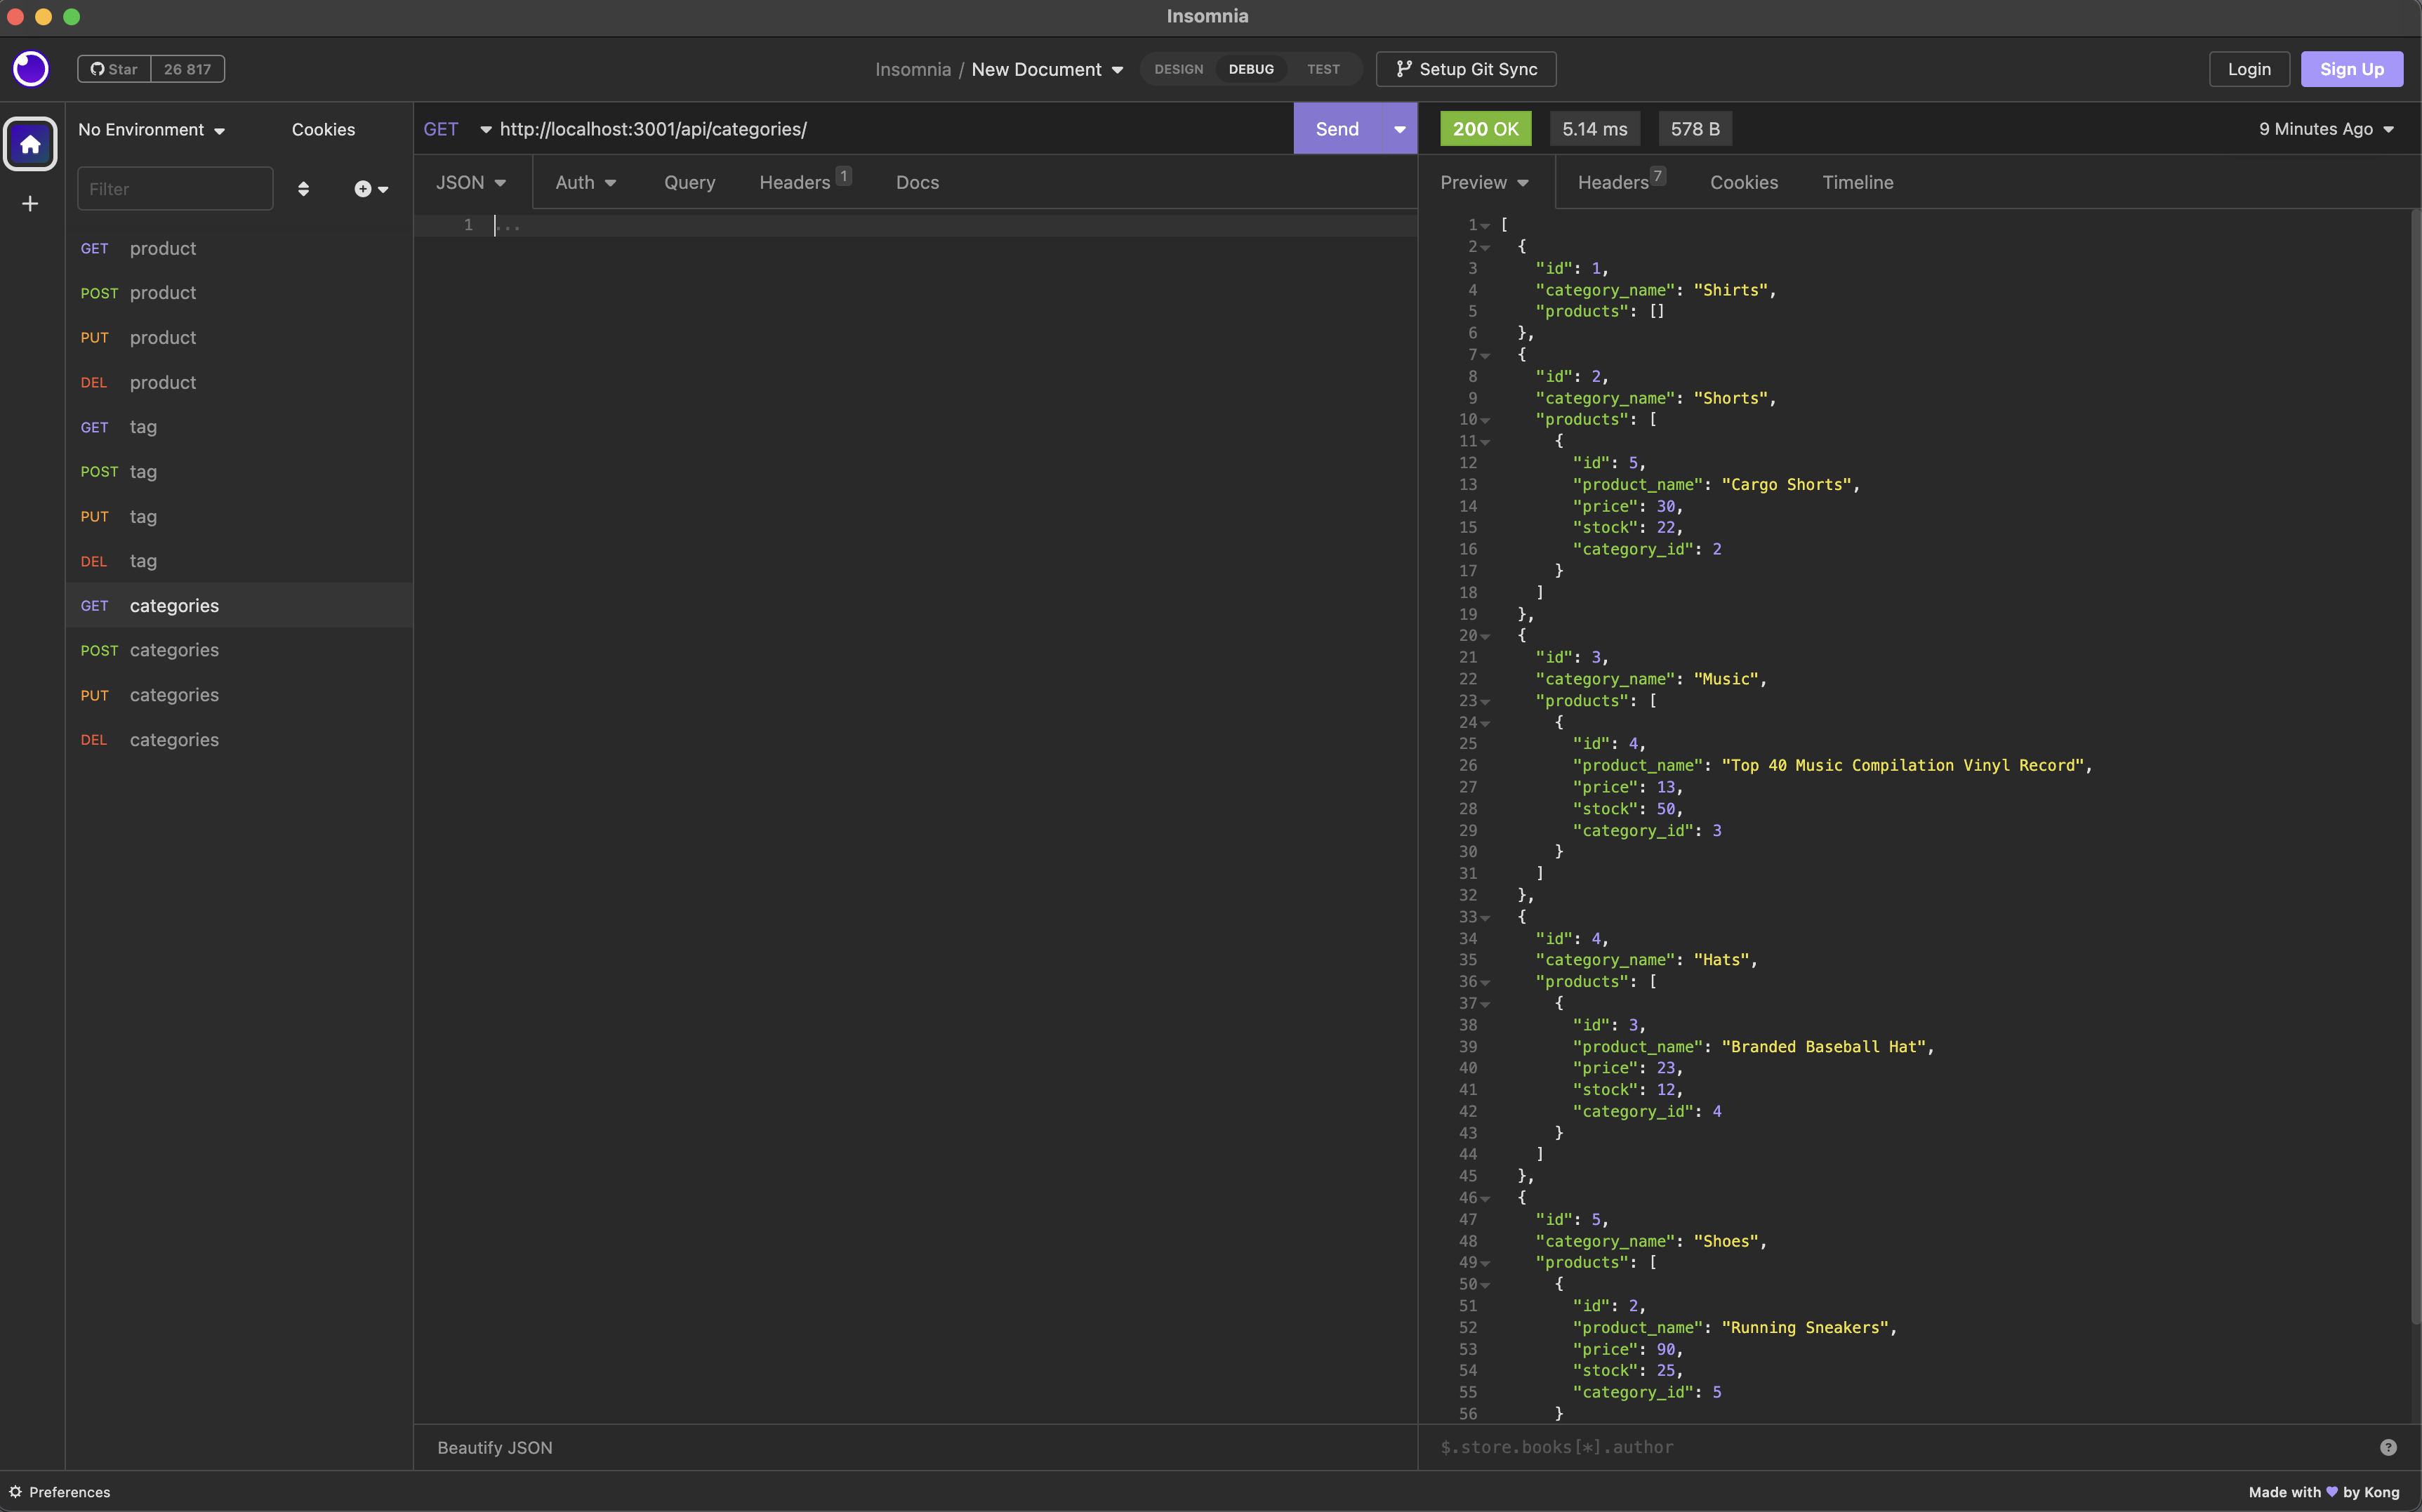 Insomnia
Star 26 817
Insomnia / New Document
DESIGN DEBUG TEST
Setup Git Sync
Login
Sign Up
No Environment
Cookies
Filter
GET product
POST product
PUT product
DEL product
GET tag
POST tag
PUT tag
DEL tag
GET categories
POST categories
PUT categories
DEL categories
GET http://localhost:3001/api/categories/
Send
JSON Auth Query Headers 1 Docs
1 ...
Beautify JSON
200 OK 5.14 ms 578 B
9 Minutes Ago
Preview Headers 7 Cookies Timeline
1 [
2 {
3 "id": 1,
4 "category_name": "Shirts",
5 "products": []
6 },
7 {
8 "id": 2,
9 "category_name": "Shorts",
10 "products": [
11 {
12 "id": 5,
13 "product_name": "Cargo Shorts",
14 "price": 30,
15 "stock": 22,
16 "category_id": 2
17 }
18 ]
19 },
20 {
21 "id": 3,
22 "category_name": "Music",
23 "products": [
24 {
25 "id": 4,
26 "product_name": "Top 40 Music Compilation Vinyl Record",
27 "price": 13,
28 "stock": 50,
29 "category_id": 3
30 }
31 ]
32 },
33 {
34 "id": 4,
35 "category_name": "Hats",
36 "products": [
37 {
38 "id": 3,
39 "product_name": "Branded Baseball Hat",
40 "price": 23,
41 "stock": 12,
42 "category_id": 4
43 }
44 ]
45 },
46 {
47 "id": 5,
48 "category_name": "Shoes",
49 "products": [
50 {
51 "id": 2,
52 "product_name": "Running Sneakers",
53 "price": 90,
54 "stock": 25,
55 "category_id": 5
56 }
$.store.books[*].author
?
Preferences
Made with 💜 by Kong